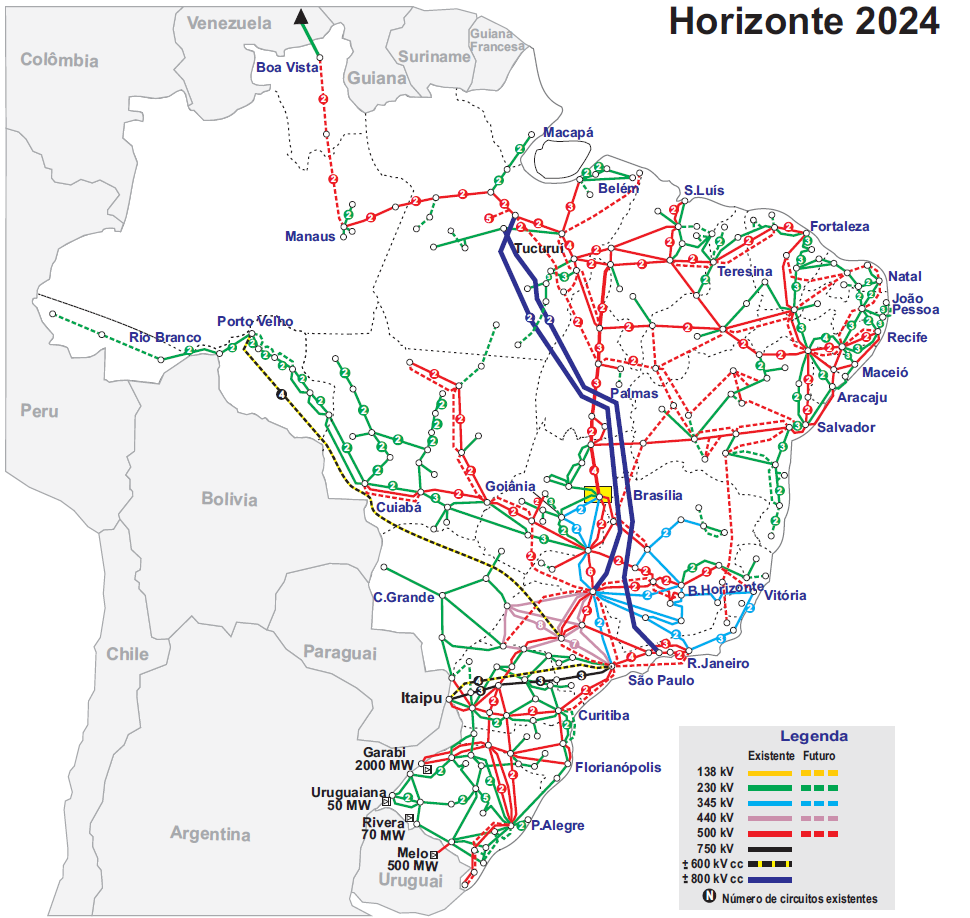 Horizonte 2024
Venezuela
Guiana
Francesa
Colômbia
Suriname
Boa Vista
Guiana
Macapá
Belém
S.Luís
Manaus
Fortaleza
Tucuruí
Teresina
Natal
João
Pessoa
Porto Velho
Rio Branco
Recife
Maceió
Palmas
Aracaju
Peru
Salvador
Goiânia
Brasília
Bolívia
Cuiabá
B.Horizonte
Vitória
C.Grande
Chile
Paraguai
R.Janeiro
São Paulo
Itaipu
Curitiba
Garabi
2000 MW
Florianópolis
Uruguaiana
50 MW
Rivera
70 MW
P.Alegre
Argentina
Melo
500 MW
Uruguai
Legenda
Existente Futuro
138 kV
230 kV
345 kV
440 kV
500 kV
750 kV
± 600 kV cc
± 800 kV cc
N Número de circuitos existentes